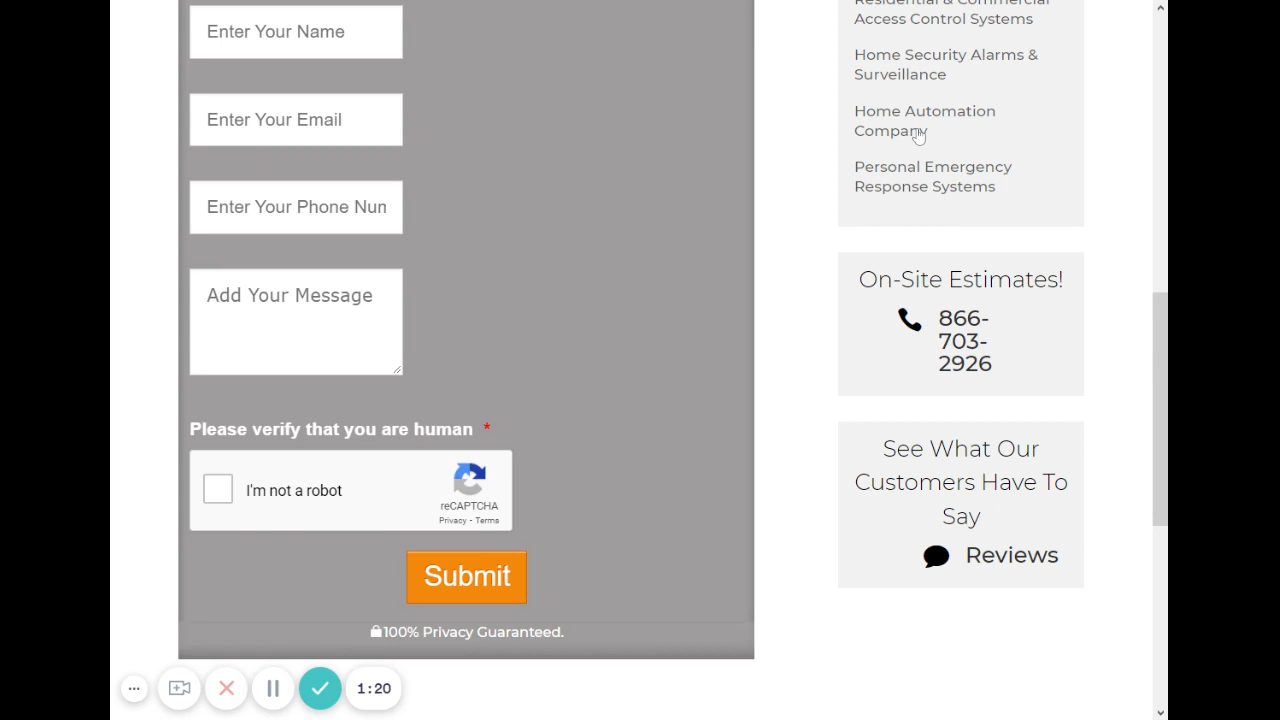 Enter Your Name
Enter Your Email
Enter Your Phone Num
Add Your Message
Please verify that you are human *
I'm not a robot
reCAPTCHA
Privacy - Terms
Submit
100% Privacy Guaranteed.
1:20
Residential & Commercial
Access Control Systems
Home Security Alarms &
Surveillance
Home Automation
Company
Personal Emergency
Response Systems
On-Site Estimates!
866-
703-
2926
See What Our
Customers Have To
Say
Reviews